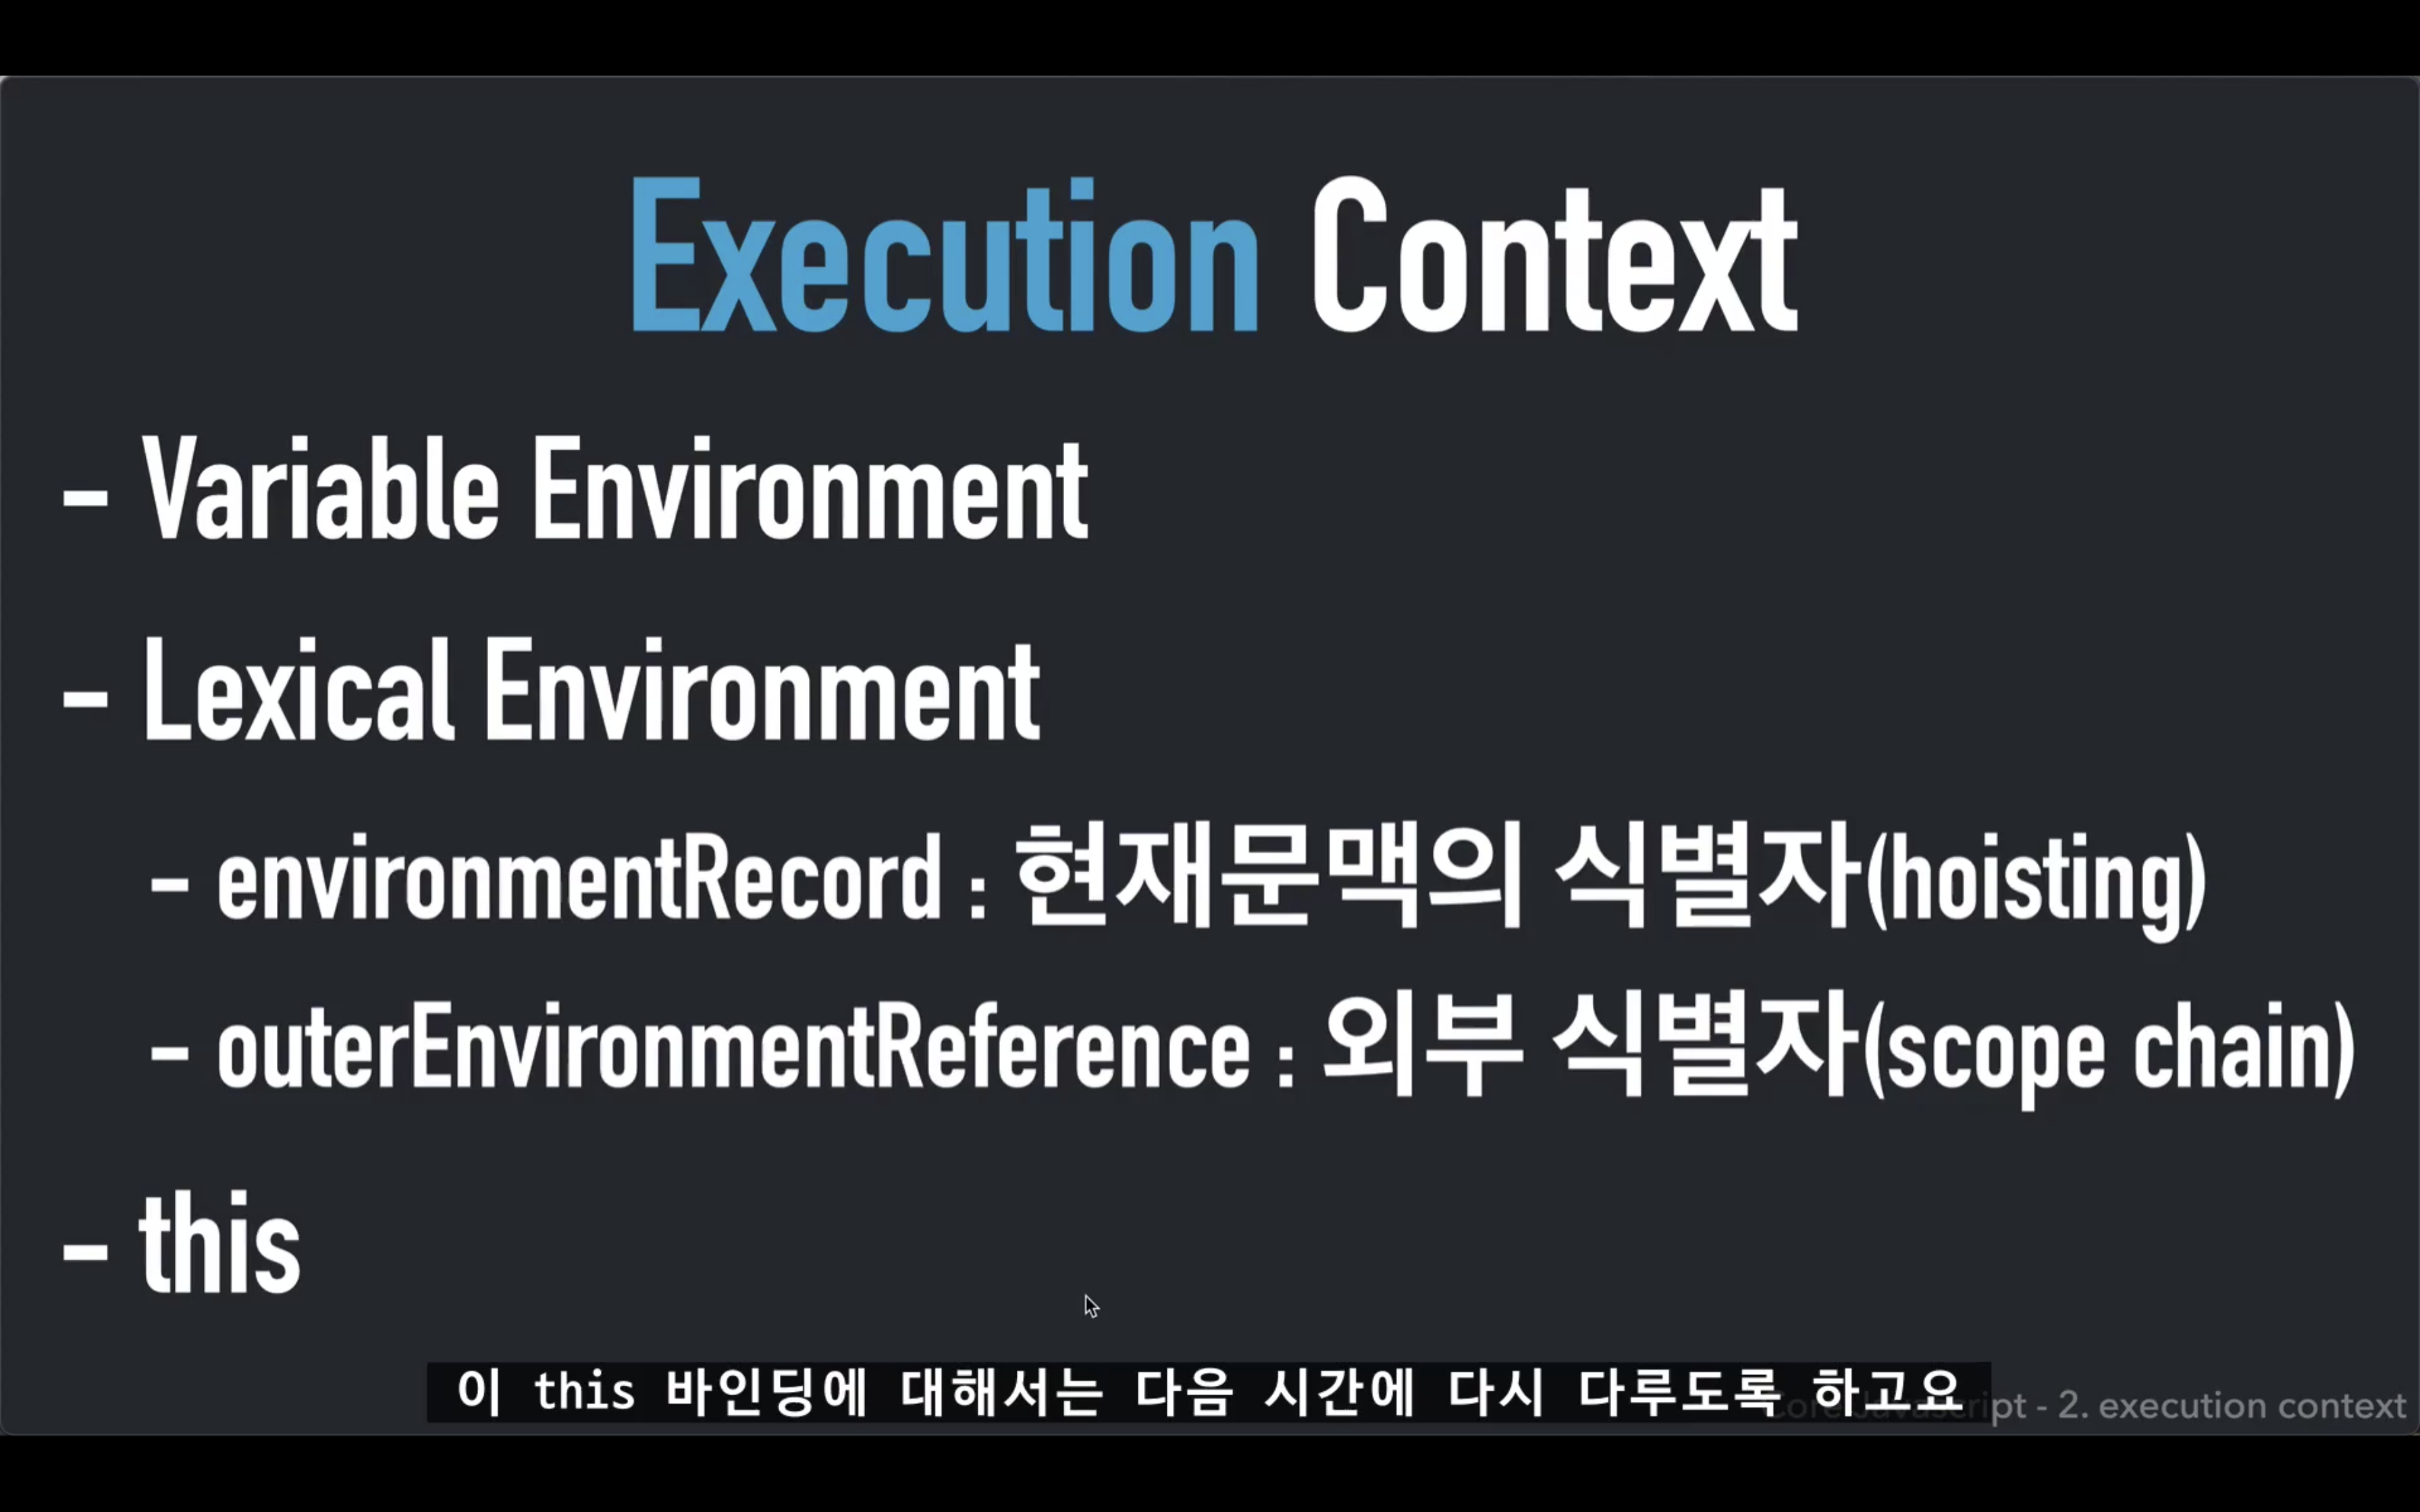 Execution Context
- Variable Environment
- Lexical Environment
- environmentRecord : 현재문맥의 식별자(hoisting)
- outerEnvironmentReference : 외부 식별자(scope chain)
- this
이 this 바인딩에 대해서는 다음 시간에 다시 다루도록 하고요
Core Javascript - 2. execution context